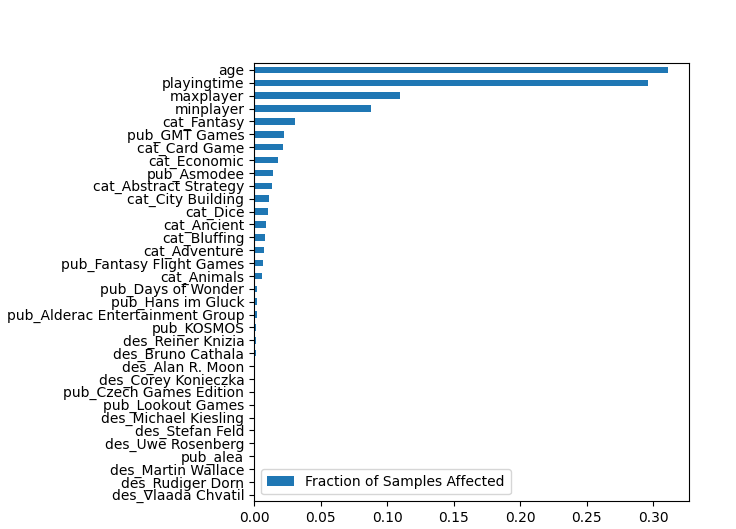 age
playingtime
maxplayer
minplayer
cat_Fantasy
pub_GMT Games
cat_Card Game
cat_Economic
pub_Asmodee
cat_Abstract Strategy
cat_City Building
cat_Dice
cat_Ancient
cat_Bluffing
cat_Adventure
pub_Fantasy Flight Games
cat_Animals
pub_Days of Wonder
pub_Hans im Gluck
pub_Alderac Entertainment Group
pub_KOSMOS
des_Reiner Knizia
des_Bruno Cathala
des_Alan R. Moon
des_Corey Konieczka
pub_Czech Games Edition
pub_Lookout Games
des_Michael Kiesling
des_Stefan Feld
des_Uwe Rosenberg
pub_alea
des_Martin Wallace
des_Rudiger Dorn
des_Vlaada Chvatil
Fraction of Samples Affected
0.00 0.05 0.10 0.15 0.20 0.25 0.30